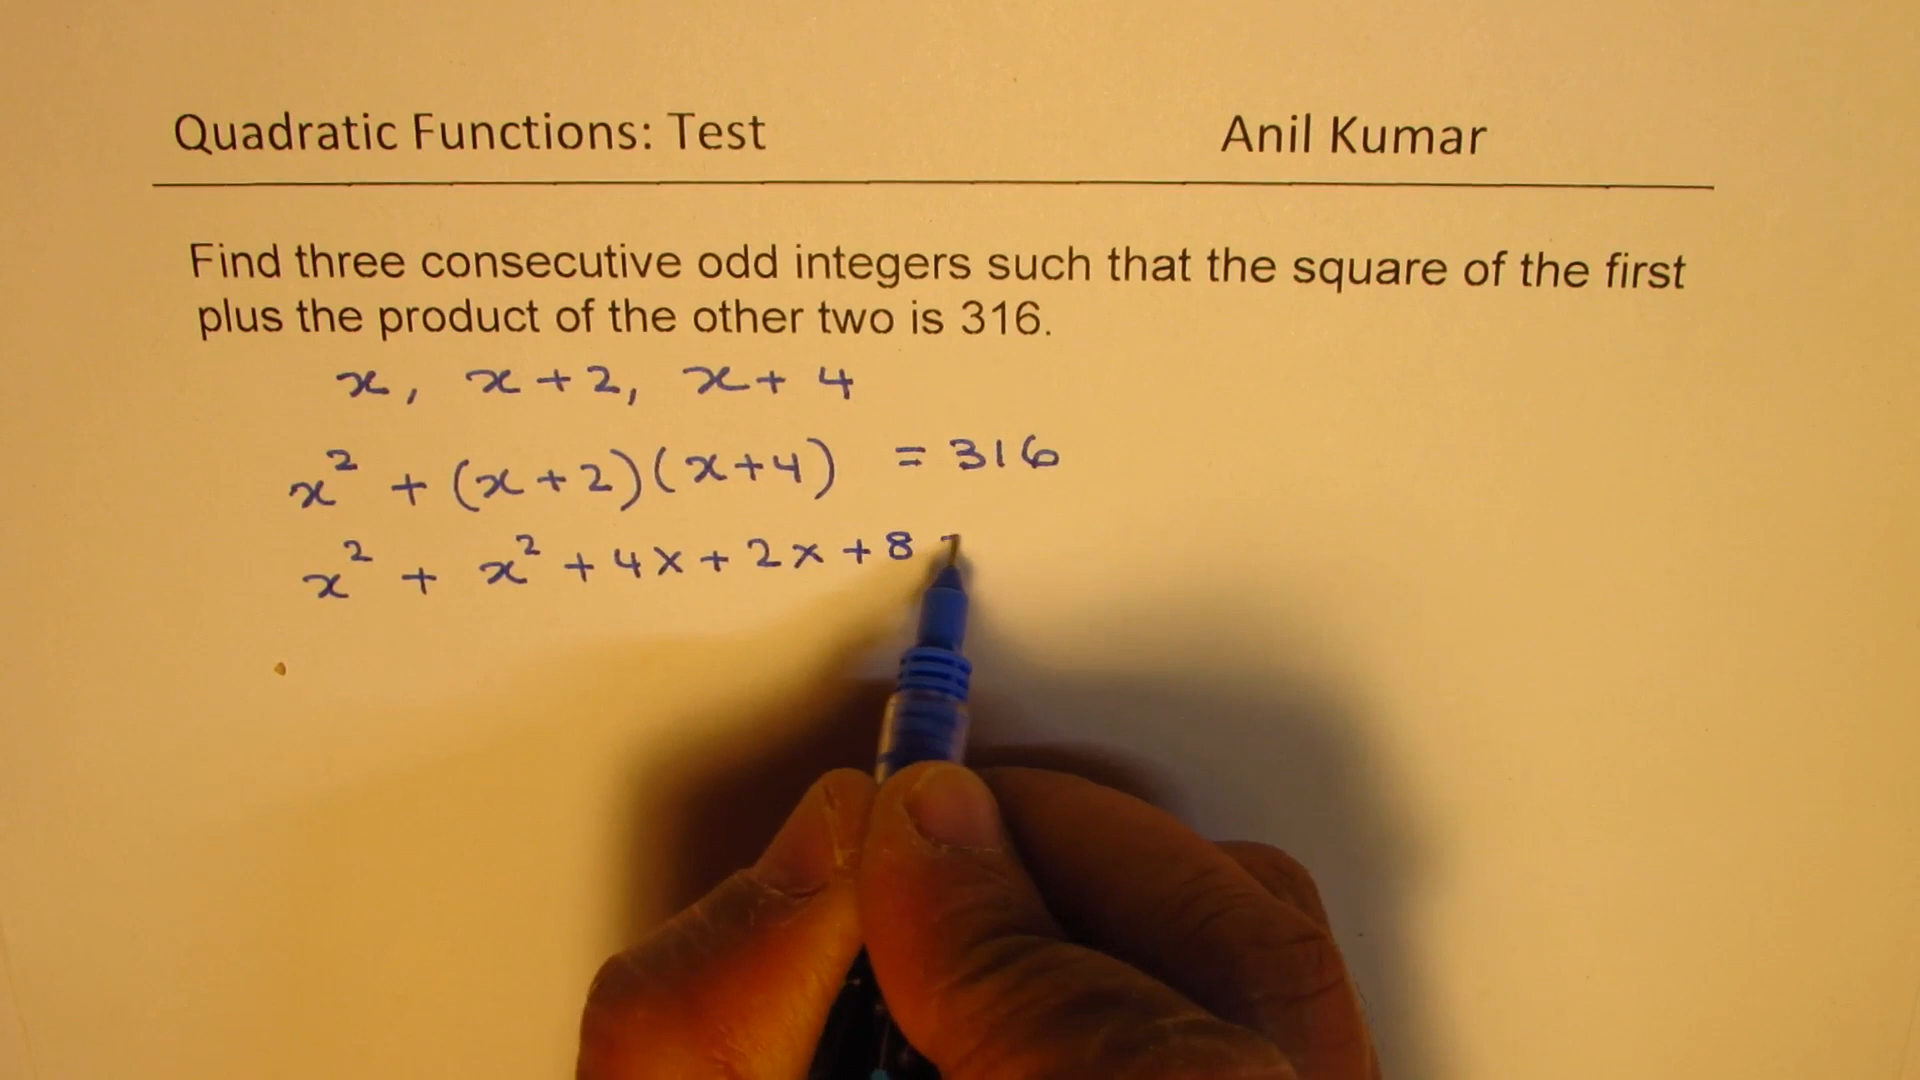 Quadratic Functions: Test Anil Kumar
Find three consecutive odd integers such that the square of the first
plus the product of the other two is 316.
x, x+2, x+4
x² + (x+2)(x+4) = 316
x² + x² + 4x + 2x + 8